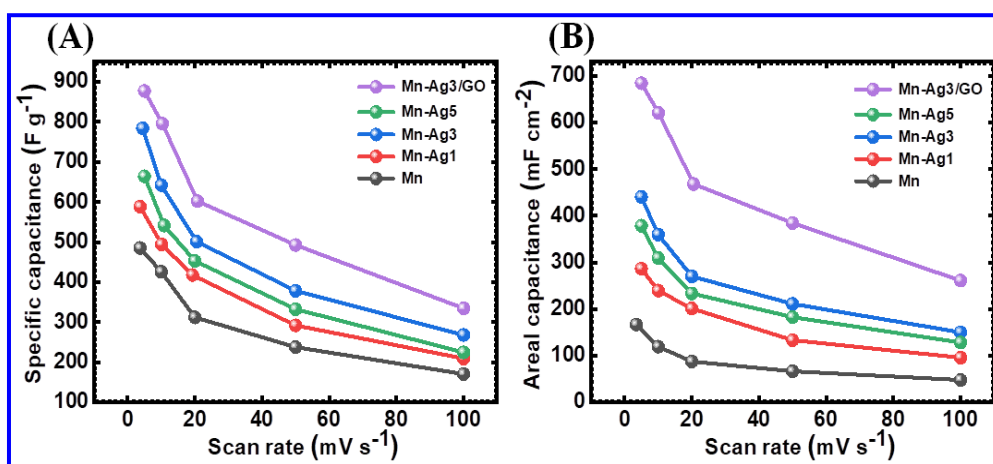 (A)
Specific capacitance (F g⁻¹)
900
800
700
600
500
400
300
200
100
Mn-Ag3/GO
Mn-Ag5
Mn-Ag3
Mn-Ag1
Mn
0 20 40 60 80 100
Scan rate (mV s⁻¹)
(B)
Areal capacitance (mF cm⁻²)
700
600
500
400
300
200
100
0
Mn-Ag3/GO
Mn-Ag5
Mn-Ag3
Mn-Ag1
Mn
0 20 40 60 80 100
Scan rate (mV s⁻¹)